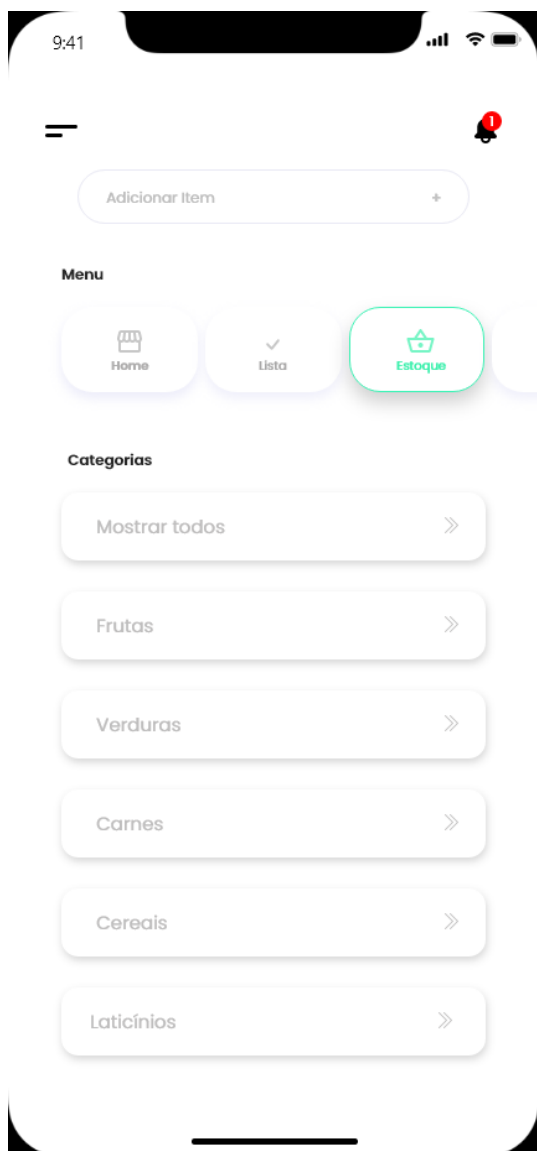 9:41
1
Adicionar Item +
Menu
Home Lista Estoque
Categorias
Mostrar todos
Frutas
Verduras
Carnes
Cereais
Laticínios